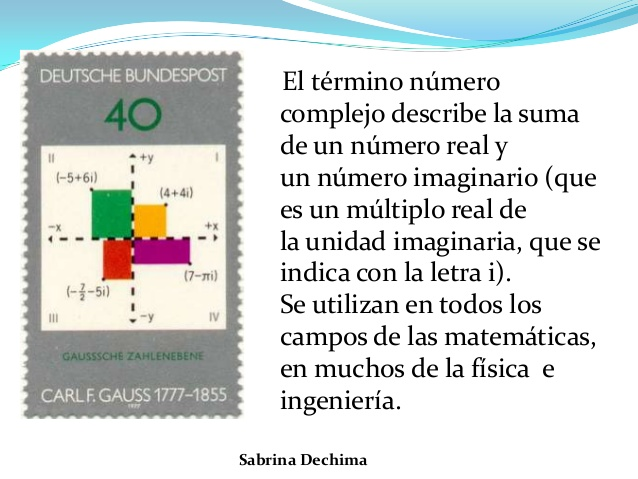 DEUTSCHE BUNDESPOST
40
II
+y
I
(-5+6i)
(4+4i)
-x
+x
(7-πi)
(-7/2-5i)
III
-y
IV
GAUSSSCHE ZAHLENEBENE
CARL F. GAUSS 1777-1855
1977
El término número
complejo describe la suma
de un número real y
un número imaginario (que
es un múltiplo real de
la unidad imaginaria, que se
indica con la letra i).
Se utilizan en todos los
campos de las matemáticas,
en muchos de la física e
ingeniería.
Sabrina Dechima